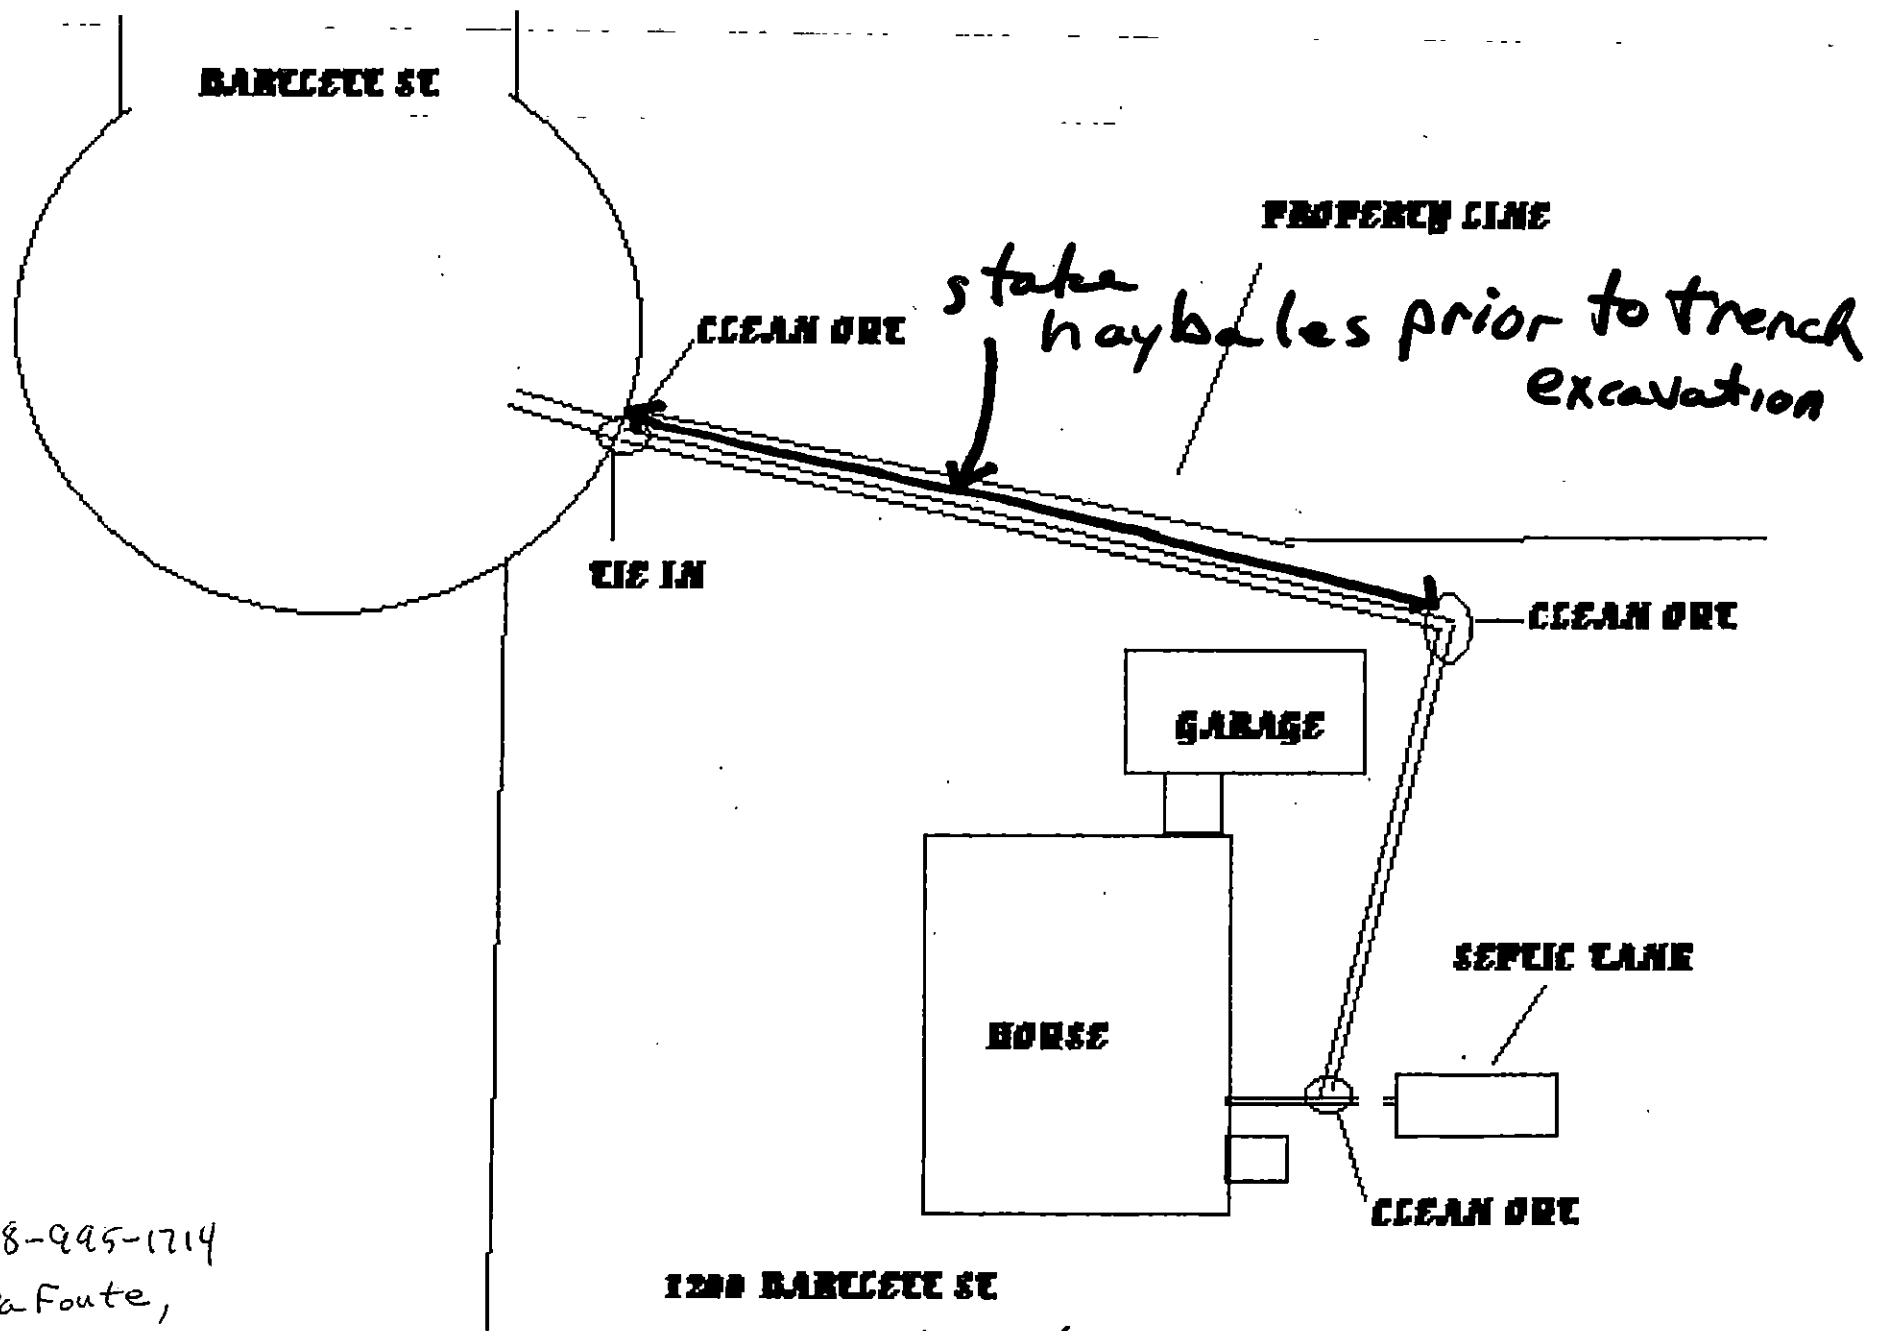 BARTLETT ST
PROPERTY LINE
stake
haybales prior to trench
excavation
CLEAN OUT
TIE IN
CLEAN OUT
GARAGE
SEPTIC TANK
HOUSE
CLEAN OUT
8-995-1714
a Foute,
BARTLETT ST